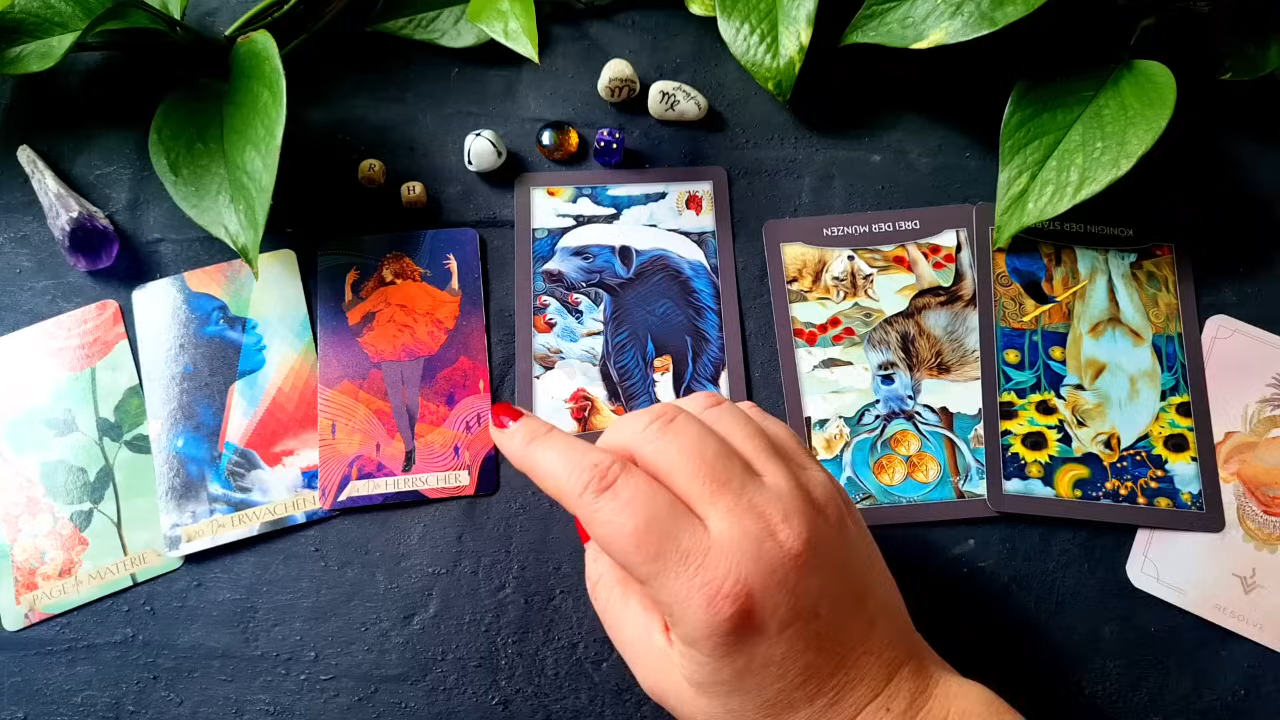 R
H
DREI DER MÜNZEN
KÖNIGIN DER STÄBE
4 Der HERRSCHER
20 Das ERWACHEN
PAGE der MATERIE
RESOLVE